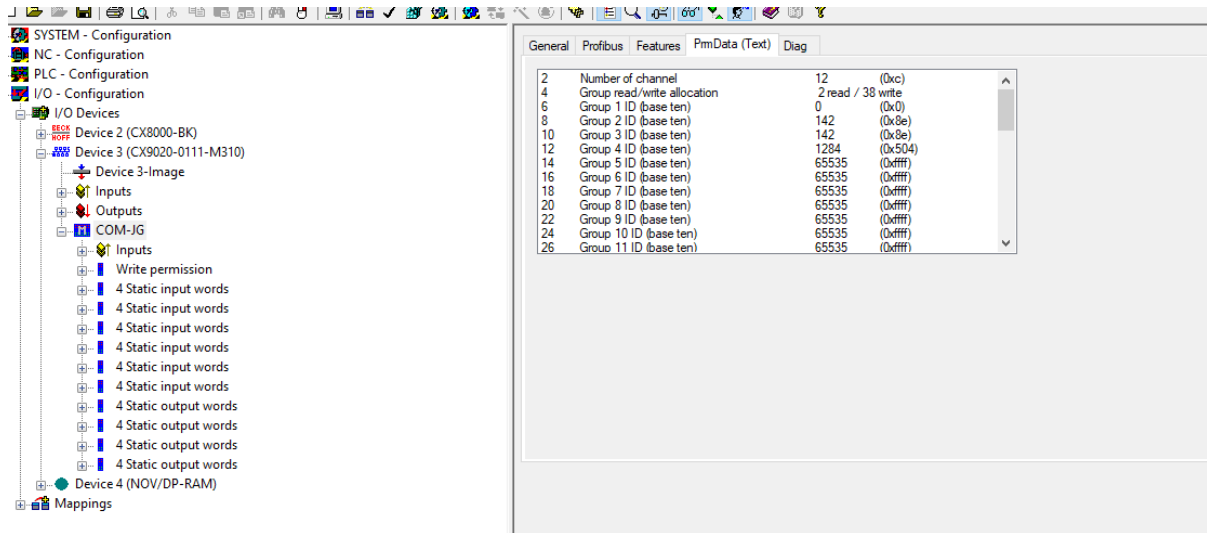 SYSTEM - Configuration
NC - Configuration
PLC - Configuration
I/O - Configuration
I/O Devices
BECK HOFF Device 2 (CX8000-BK)
Device 3 (CX9020-0111-M310)
Device 3-Image
Inputs
Outputs
COM-JG
Inputs
Write permission
4 Static input words
4 Static input words
4 Static input words
4 Static input words
4 Static input words
4 Static input words
4 Static output words
4 Static output words
4 Static output words
4 Static output words
Device 4 (NOV/DP-RAM)
Mappings
General Profibus Features PrmData (Text) Diag
2 Number of channel 12 (0xc)
4 Group read/write allocation 2 read / 38 write
6 Group 1 ID (base ten) 0 (0x0)
8 Group 2 ID (base ten) 142 (0x8e)
10 Group 3 ID (base ten) 142 (0x8e)
12 Group 4 ID (base ten) 1284 (0x504)
14 Group 5 ID (base ten) 65535 (0xffff)
16 Group 6 ID (base ten) 65535 (0xffff)
18 Group 7 ID (base ten) 65535 (0xffff)
20 Group 8 ID (base ten) 65535 (0xffff)
22 Group 9 ID (base ten) 65535 (0xffff)
24 Group 10 ID (base ten) 65535 (0xffff)
26 Group 11 ID (base ten) 65535 (0xffff)